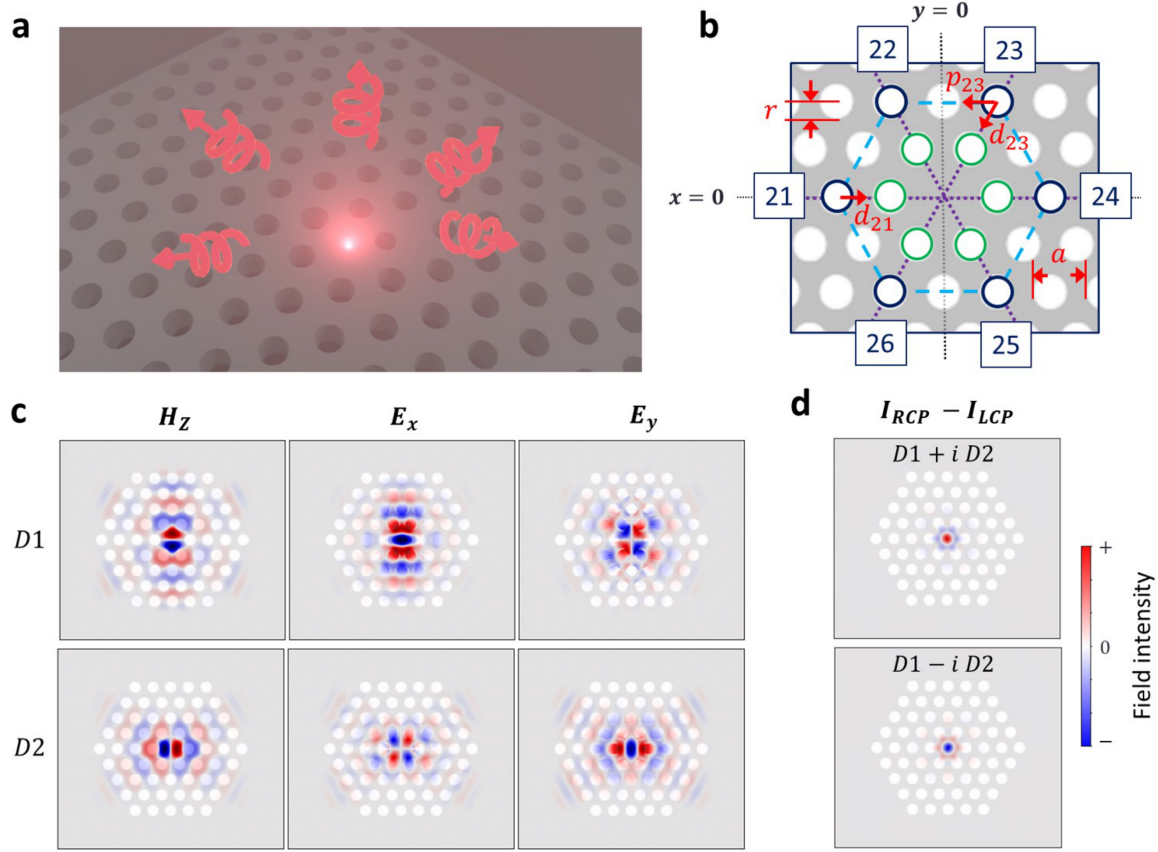 a
b
y = 0
22
23
p₂₃
r
d₂₃
x = 0
21
24
d₂₁
a
26
25
c
H_Z
E_x
E_y
D1
D2
d
I_RCP − I_LCP
D1 + i D2
D1 − i D2
+
0
−
Field intensity